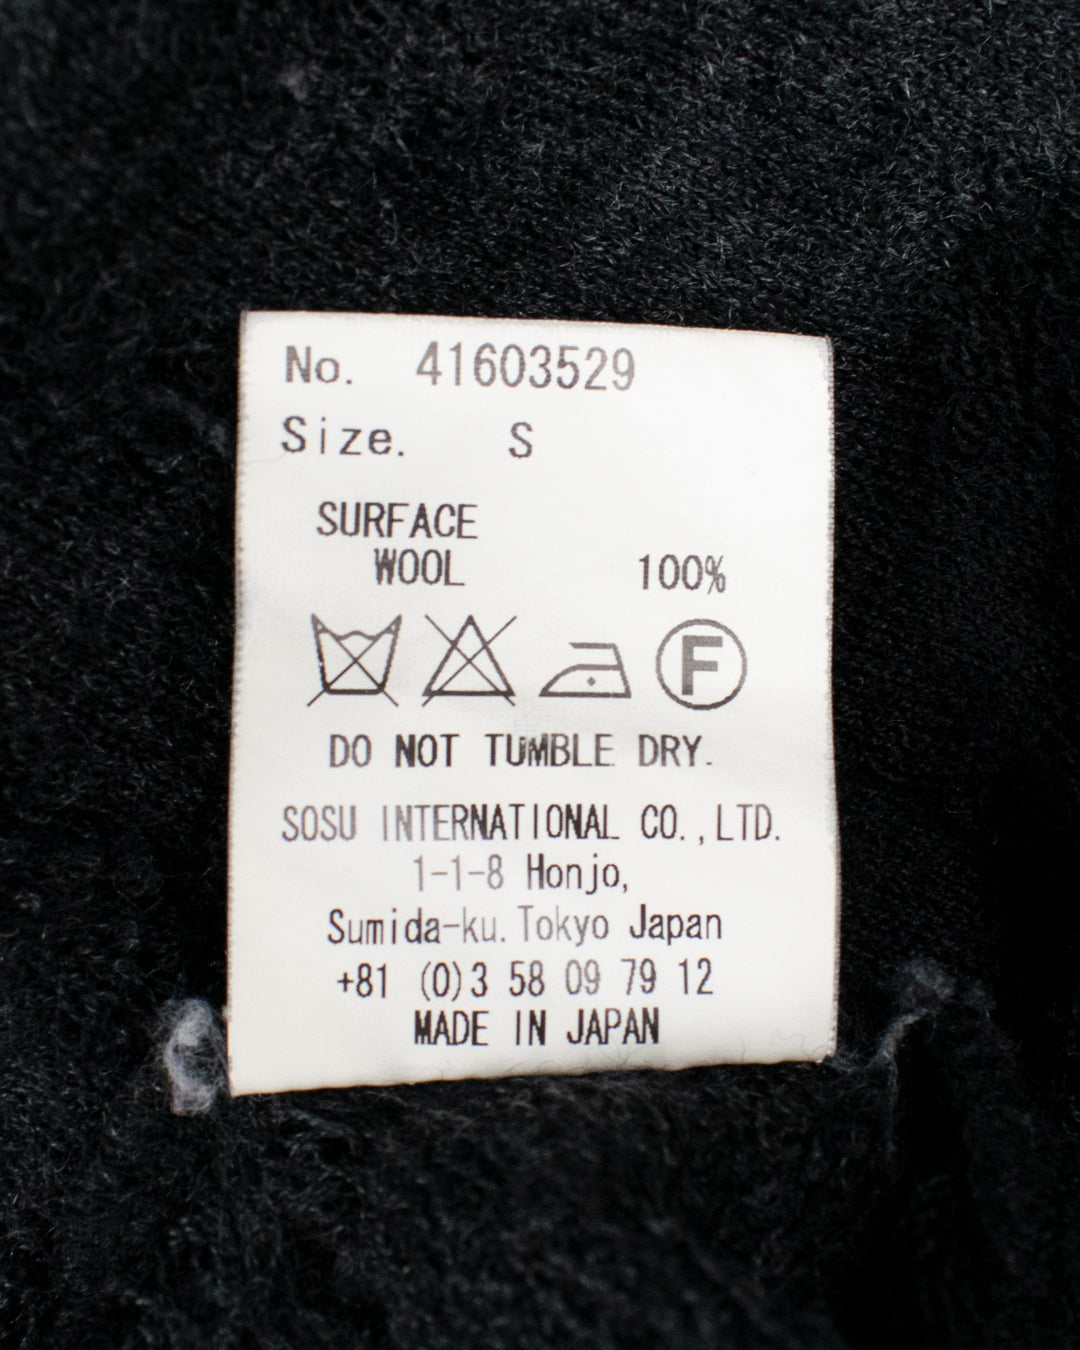 No. 41603529
Size. S
SURFACE
WOOL 100%
F
DO NOT TUMBLE DRY.
SOSU INTERNATIONAL CO.,LTD.
1-1-8 Honjo,
Sumida-ku. Tokyo Japan
+81 (0)3 58 09 79 12
MADE IN JAPAN